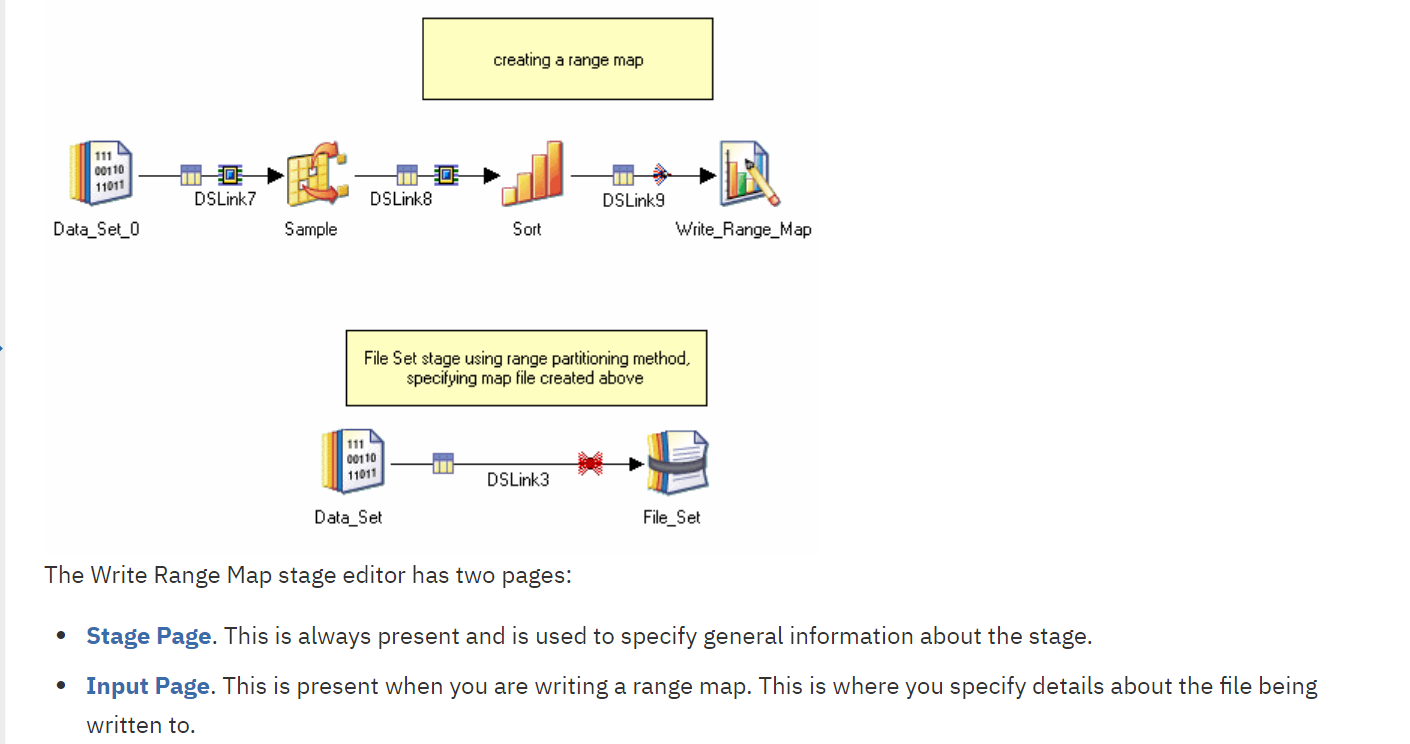 creating a range map
111
00110
11011
DSLink7
DSLink8
DSLink9
Data_Set_0
Sample
Sort
Write_Range_Map
File Set stage using range partitioning method,
specifying map file created above
111
00110
11011
DSLink3
Data_Set
File_Set
The Write Range Map stage editor has two pages:
• Stage Page. This is always present and is used to specify general information about the stage.
• Input Page. This is present when you are writing a range map. This is where you specify details about the file being
written to.